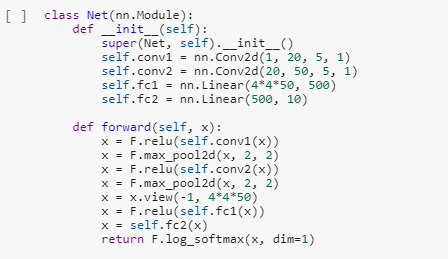 [ ] class Net(nn.Module):
    def __init__(self):
        super(Net, self).__init__()
        self.conv1 = nn.Conv2d(1, 20, 5, 1)
        self.conv2 = nn.Conv2d(20, 50, 5, 1)
        self.fc1 = nn.Linear(4*4*50, 500)
        self.fc2 = nn.Linear(500, 10)

    def forward(self, x):
        x = F.relu(self.conv1(x))
        x = F.max_pool2d(x, 2, 2)
        x = F.relu(self.conv2(x))
        x = F.max_pool2d(x, 2, 2)
        x = x.view(-1, 4*4*50)
        x = F.relu(self.fc1(x))
        x = self.fc2(x)
        return F.log_softmax(x, dim=1)